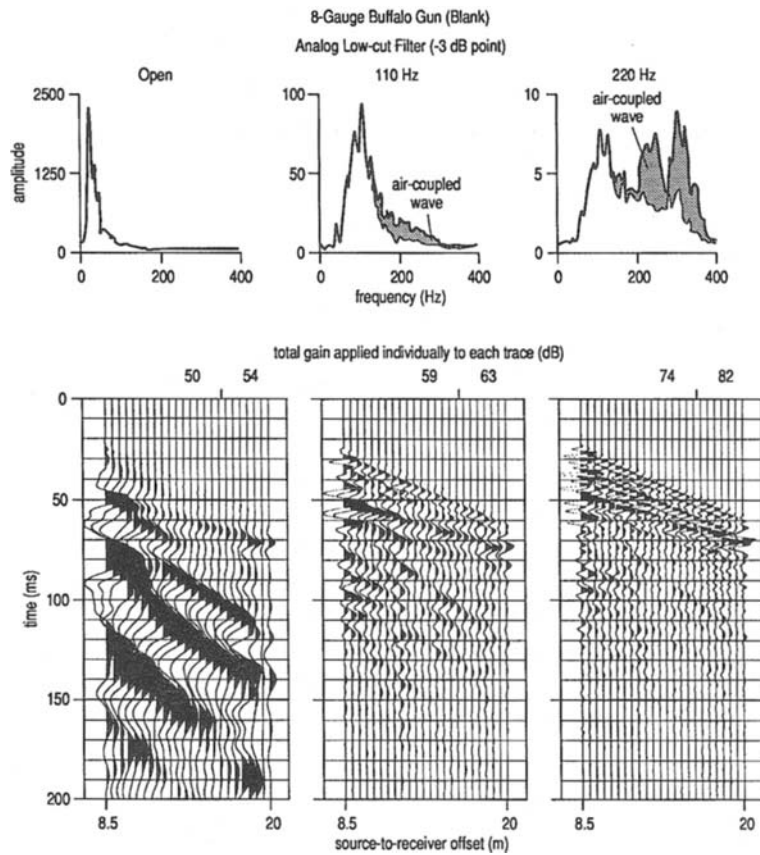 8-Gauge Buffalo Gun (Blank)
Analog Low-cut Filter (-3 dB point)
Open 110 Hz 220 Hz
2500 100 10
air-coupled
wave
amplitude
1250 50 5
air-coupled
wave
0 0 0
0 200 400 0 200 400 0 200 400
frequency (Hz)
total gain applied individually to each trace (dB)
50 54 59 63 74 82
0
50
time (ms)
100
150
200
8.5 20 8.5 20 8.5 20
source-to-receiver offset (m)